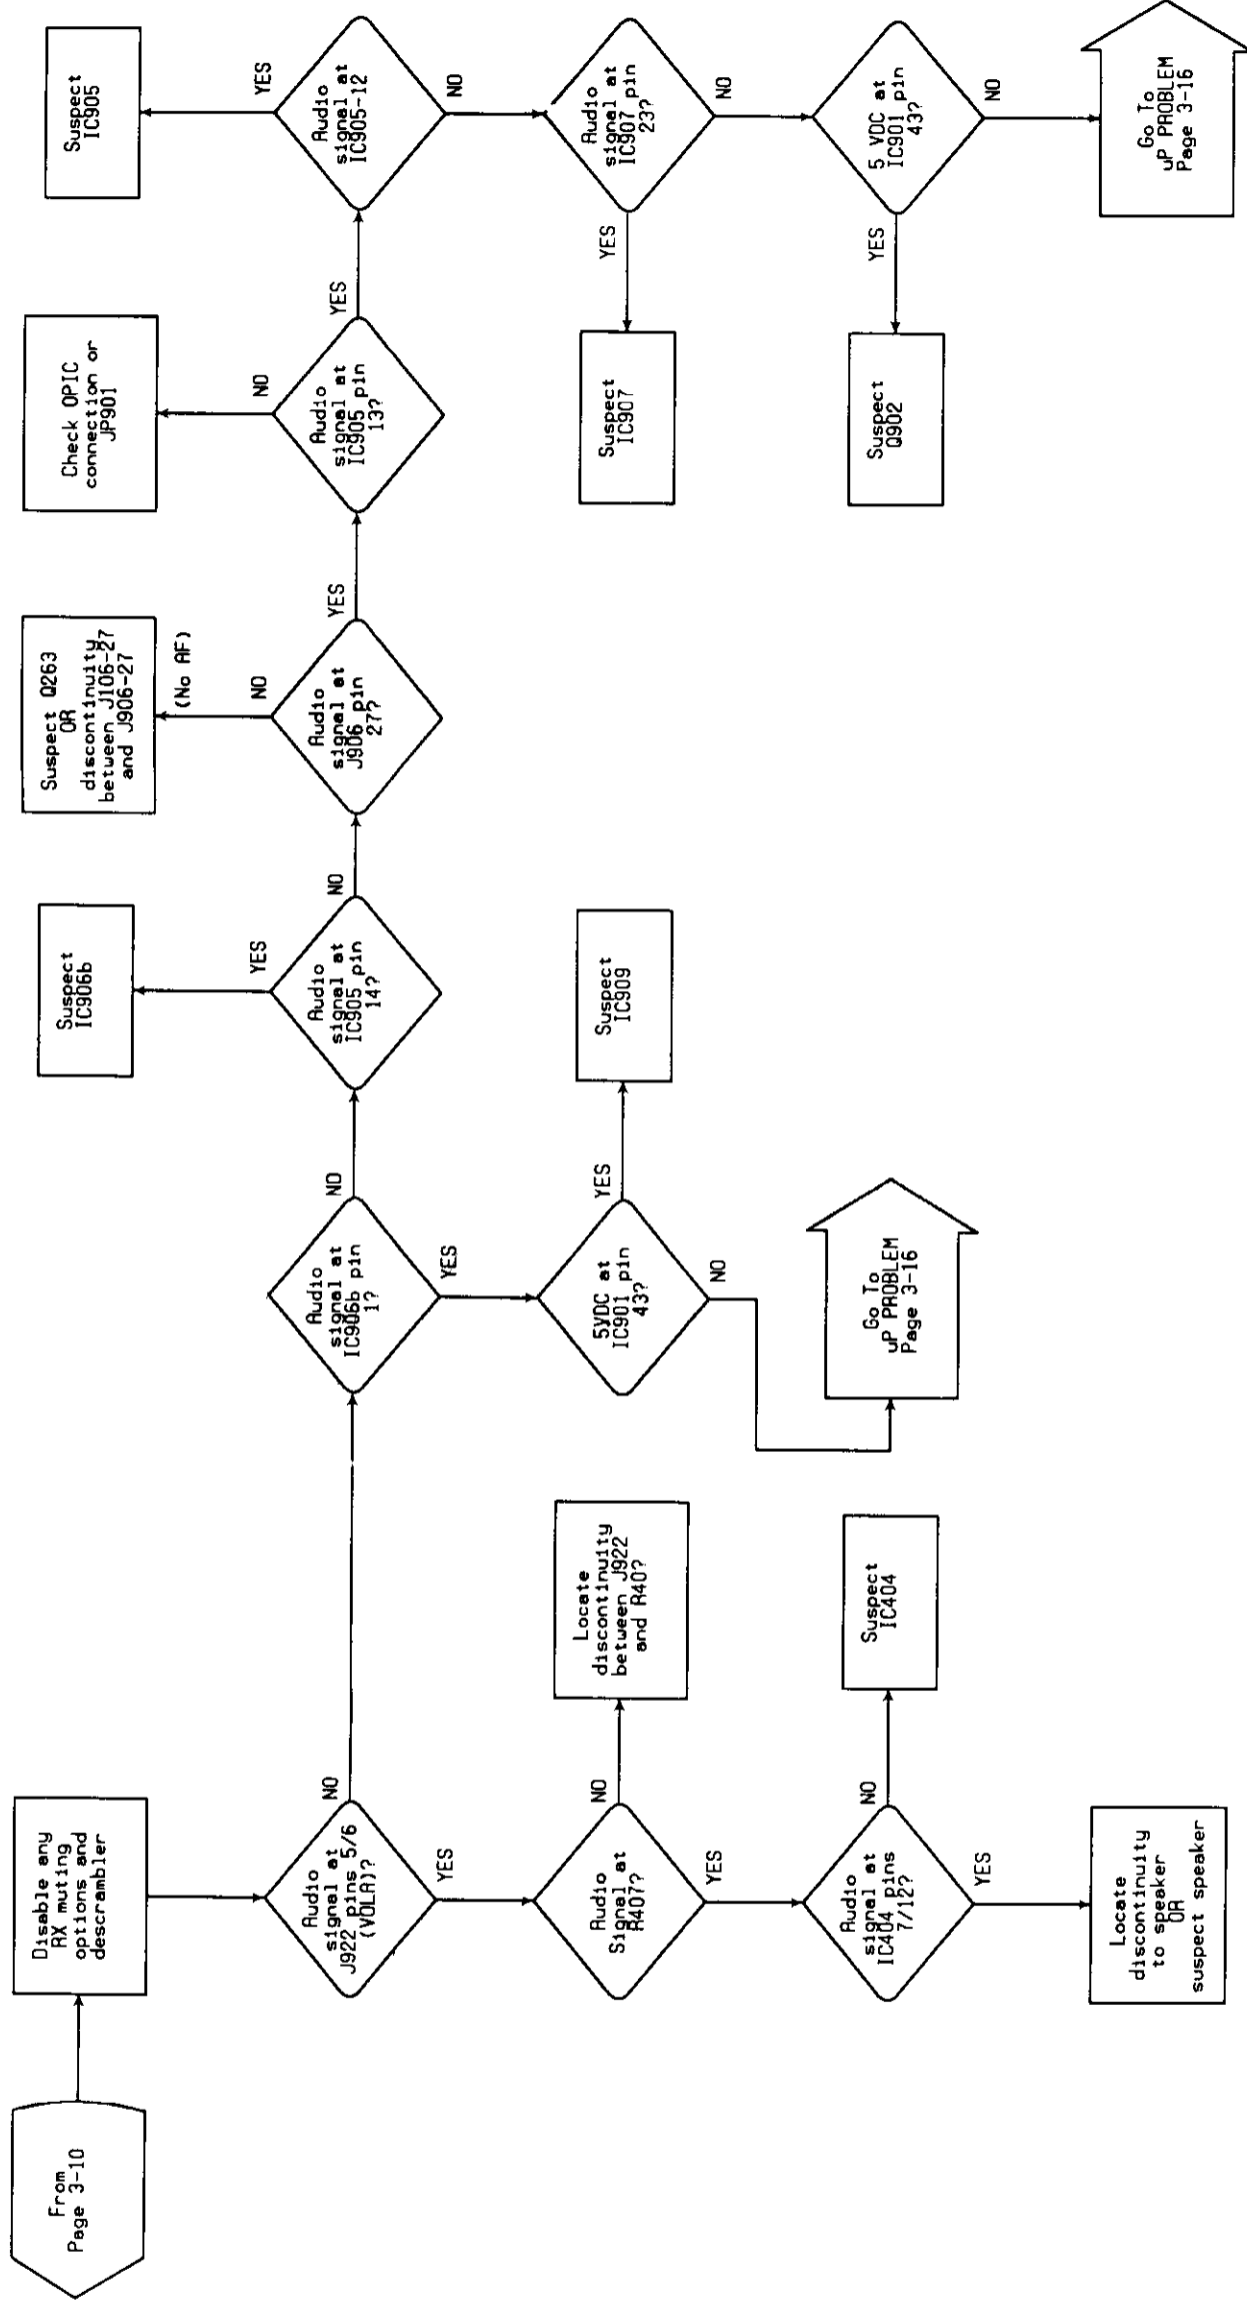 From
Page 3-10
Disable any
RX muting
options and
descrambler
Audio
signal at
J922 pins 5/6
(VOLA)?
NO
YES
Audio
Signal at
R407?
NO
Locate
discontinuity
between J922
and R40?
YES
Audio
signal at
IC404 pins
7/12?
NO
Suspect
IC404
YES
Locate
discontinuity
to speaker
OR
suspect speaker
Audio
signal at
IC906b pin
1?
NO
YES
5VDC at
IC901 pin
43?
YES
Suspect
IC909
NO
Go To
uP PROBLEM
Page 3-16
Audio
signal at
IC905 pin
14?
YES
Suspect
IC906b
NO
Audio
signal at
J906 pin
27?
NO
(No AF)
Suspect Q263
OR
discontinuity
between J106-27
and J906-27
YES
Audio
signal at
IC905 pin
13?
NO
Check OPIC
connection or
JP901
YES
Audio
signal at
IC905-12
YES
Suspect
IC905
NO
Audio
signal at
IC907 pin
23?
YES
Suspect
IC907
NO
5 VDC at
IC901 pin
43?
YES
Suspect
Q902
NO
Go To
uP PROBLEM
Page 3-16